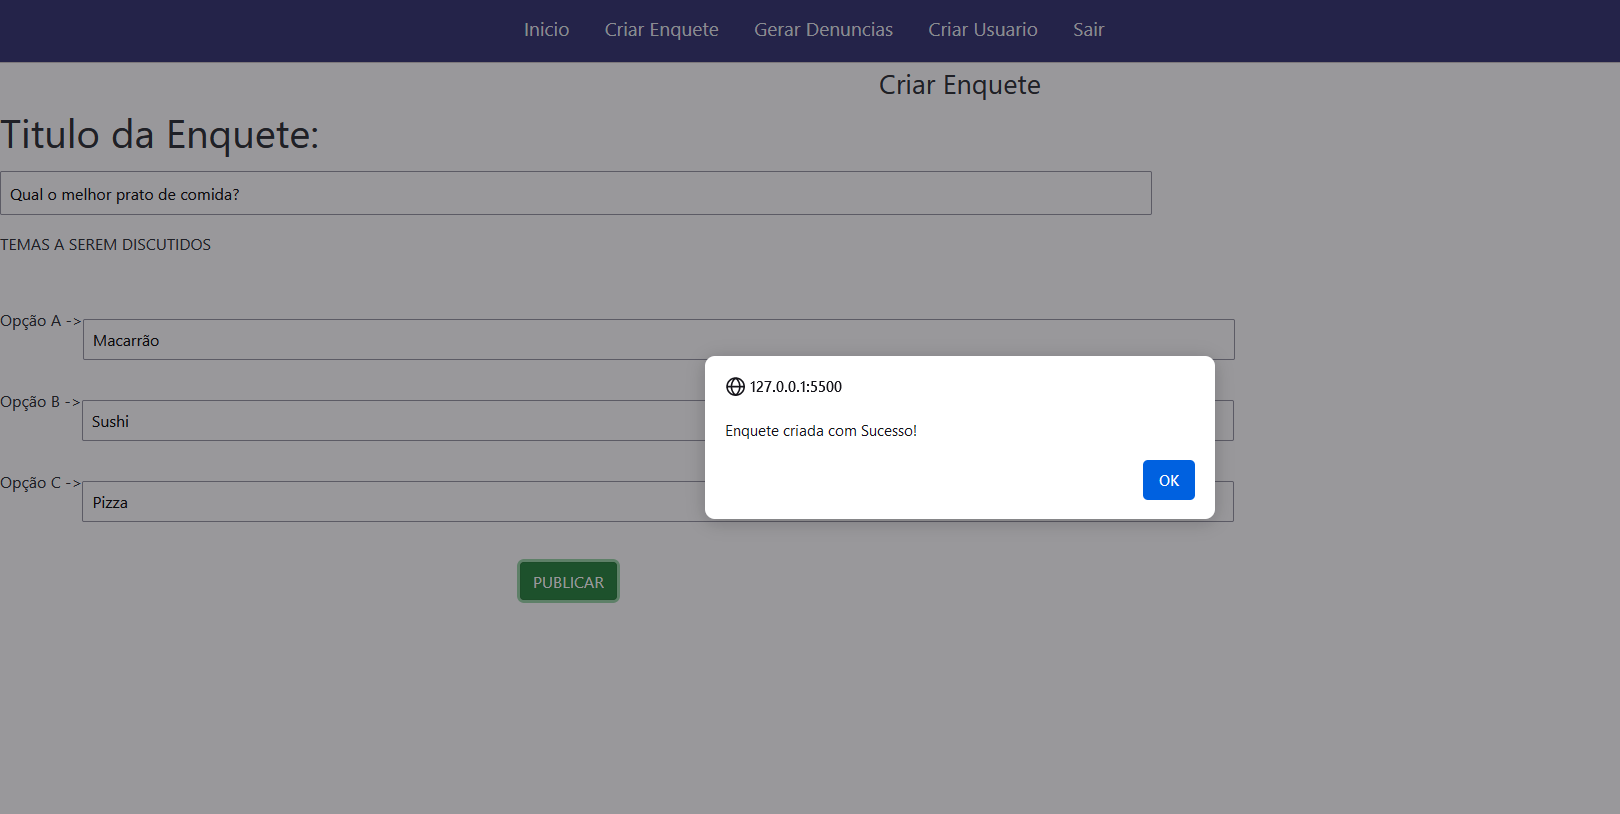 Inicio Criar Enquete Gerar Denuncias Criar Usuario Sair
Criar Enquete
Titulo da Enquete:
Qual o melhor prato de comida?
TEMAS A SEREM DISCUTIDOS
Opção A -> Macarrão
127.0.0.1:5500
Opção B -> Sushi
Enquete criada com Sucesso!
OK
Opção C -> Pizza
PUBLICAR